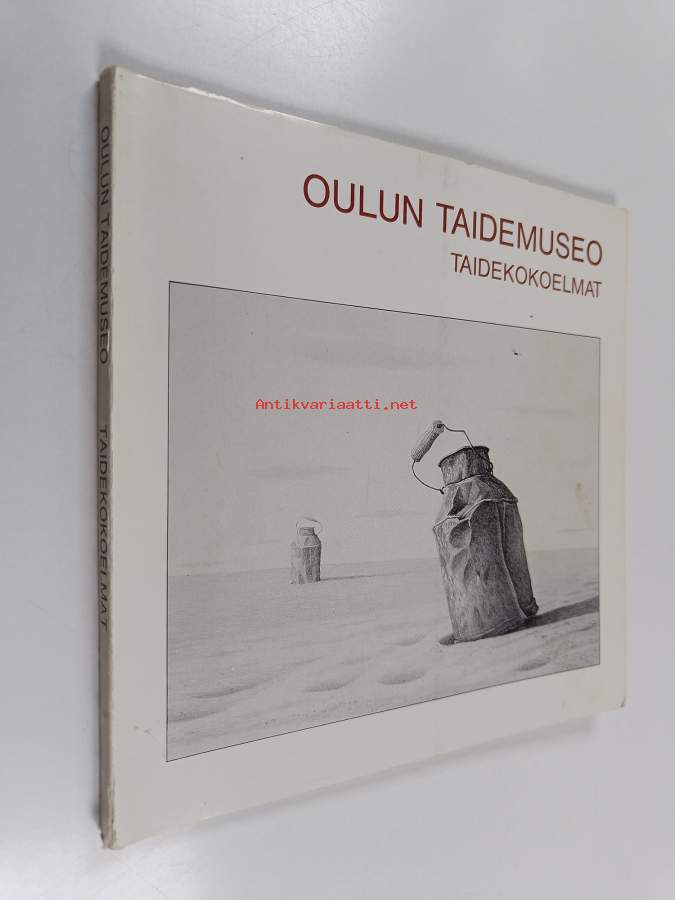 OULUN TAIDEMUSEO
TAIDEKOKOELMAT
Antikvariaatti.net
OULUN TAIDEMUSEO TAIDEKOKOELMAT